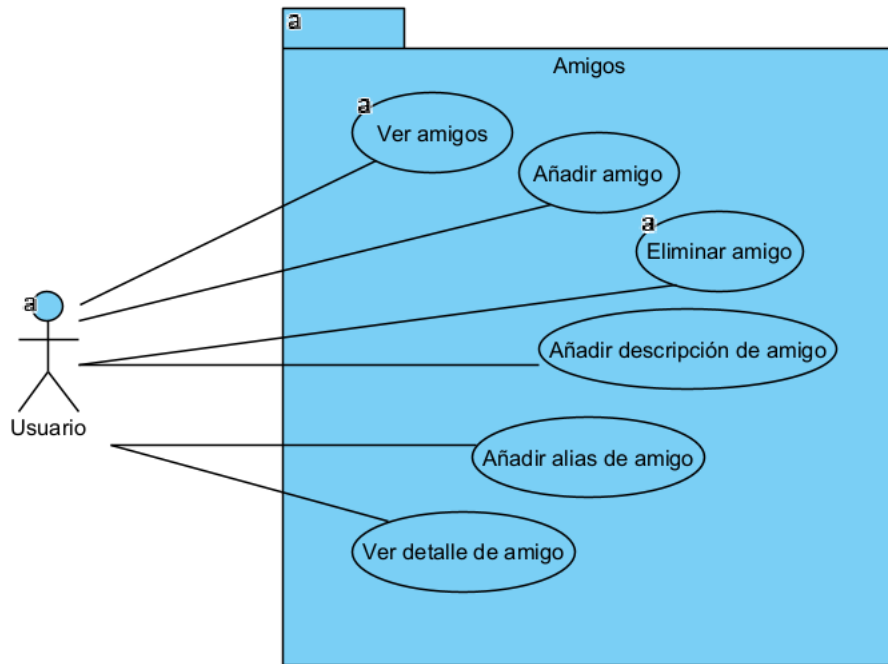 a
Amigos
a
Ver amigos
Añadir amigo
a
Eliminar amigo
a
Añadir descripción de amigo
Usuario
Añadir alias de amigo
Ver detalle de amigo